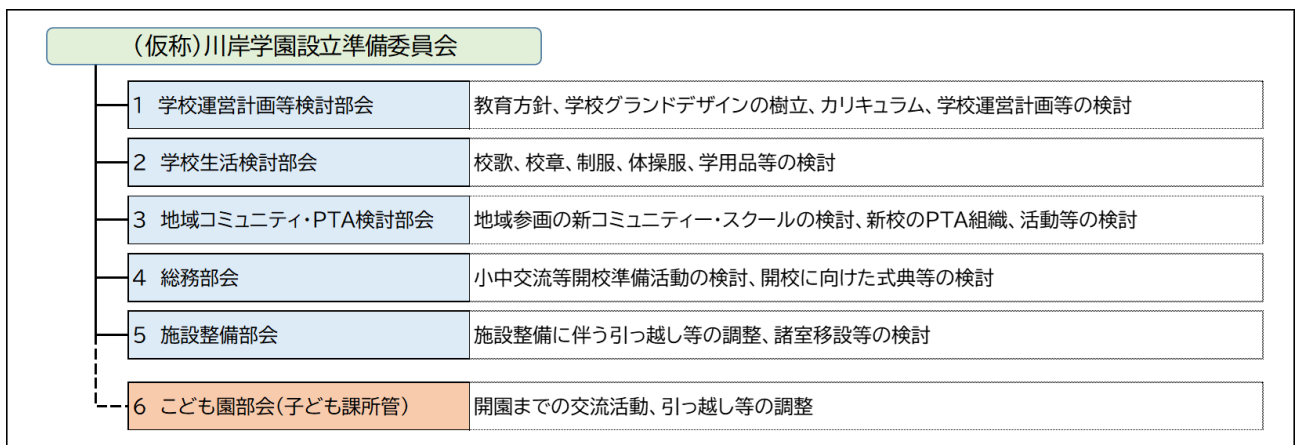 (仮称)川岸学園設立準備委員会
1 学校運営計画等検討部会 教育方針、学校グランドデザインの樹立、カリキュラム、学校運営計画等の検討
2 学校生活検討部会 校歌、校章、制服、体操服、学用品等の検討
3 地域コミュニティ・PTA検討部会 地域参画の新コミュニティー・スクールの検討、新校のPTA組織、活動等の検討
4 総務部会 小中交流等開校準備活動の検討、開校に向けた式典等の検討
5 施設整備部会 施設整備に伴う引っ越し等の調整、諸室移設等の検討
6 こども園部会(子ども課所管) 開園までの交流活動、引っ越し等の調整